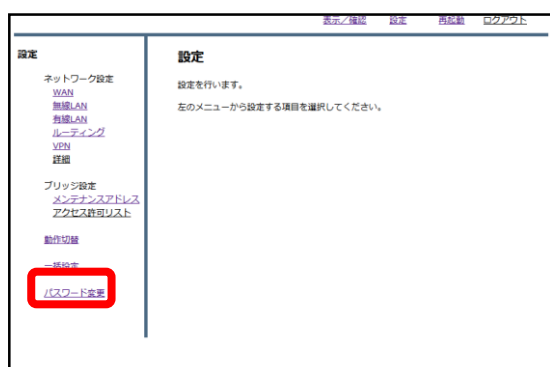 表示／確認 設定 再起動 ログアウト
設定
ネットワーク設定
WAN
無線LAN
有線LAN
ルーティング
VPN
詳細
ブリッジ設定
メンテナンスアドレス
アクセス許可リスト
動作切替
一括設定
パスワード変更
設定
設定を行います。
左のメニューから設定する項目を選択してください。